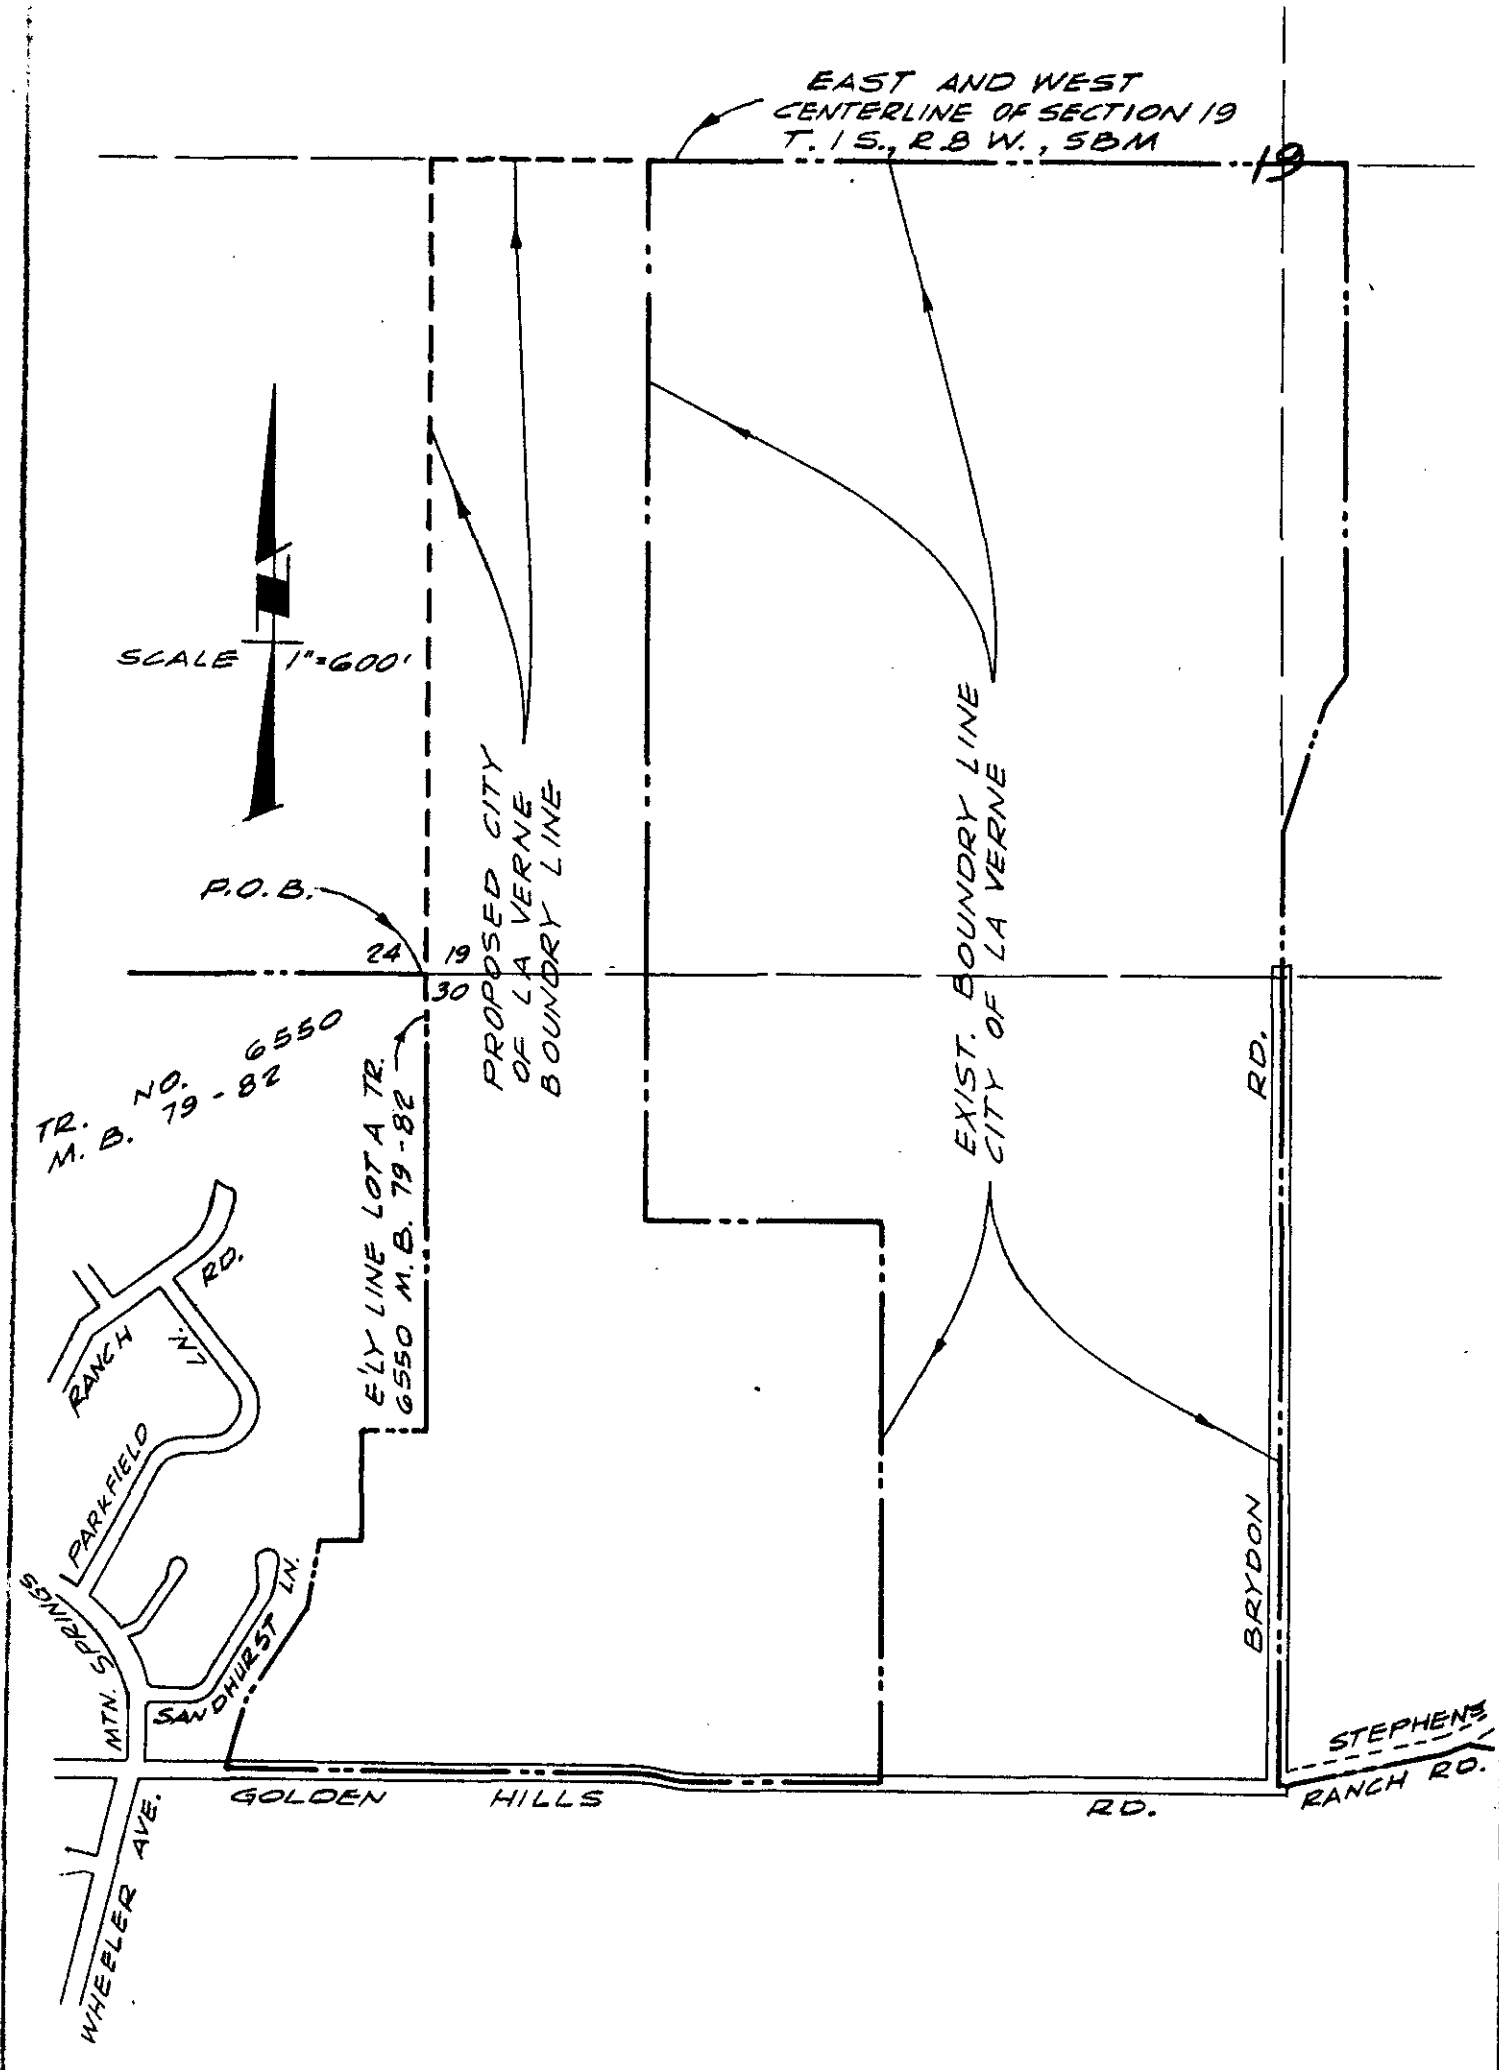 EAST AND WEST
CENTERLINE OF SECTION 19
T. 1 S., R. 8 W., SBM
19
N
SCALE 1"=600'
P.O.B.
24 19
30
PROPOSED CITY
OF LA VERNE
BOUNDRY LINE
EXIST. BOUNDRY LINE
CITY OF LA VERNE
TR. NO. 6550
M. B. 79-82
E'LY LINE LOT A TR.
6550 M. B. 79-82
RANCH RD.
PARKFIELD LN.
MTN. SPRINGS
SANDHURST LN.
GOLDEN HILLS RD.
WHEELER AVE.
BRYDON RD.
STEPHENS
RANCH RD.